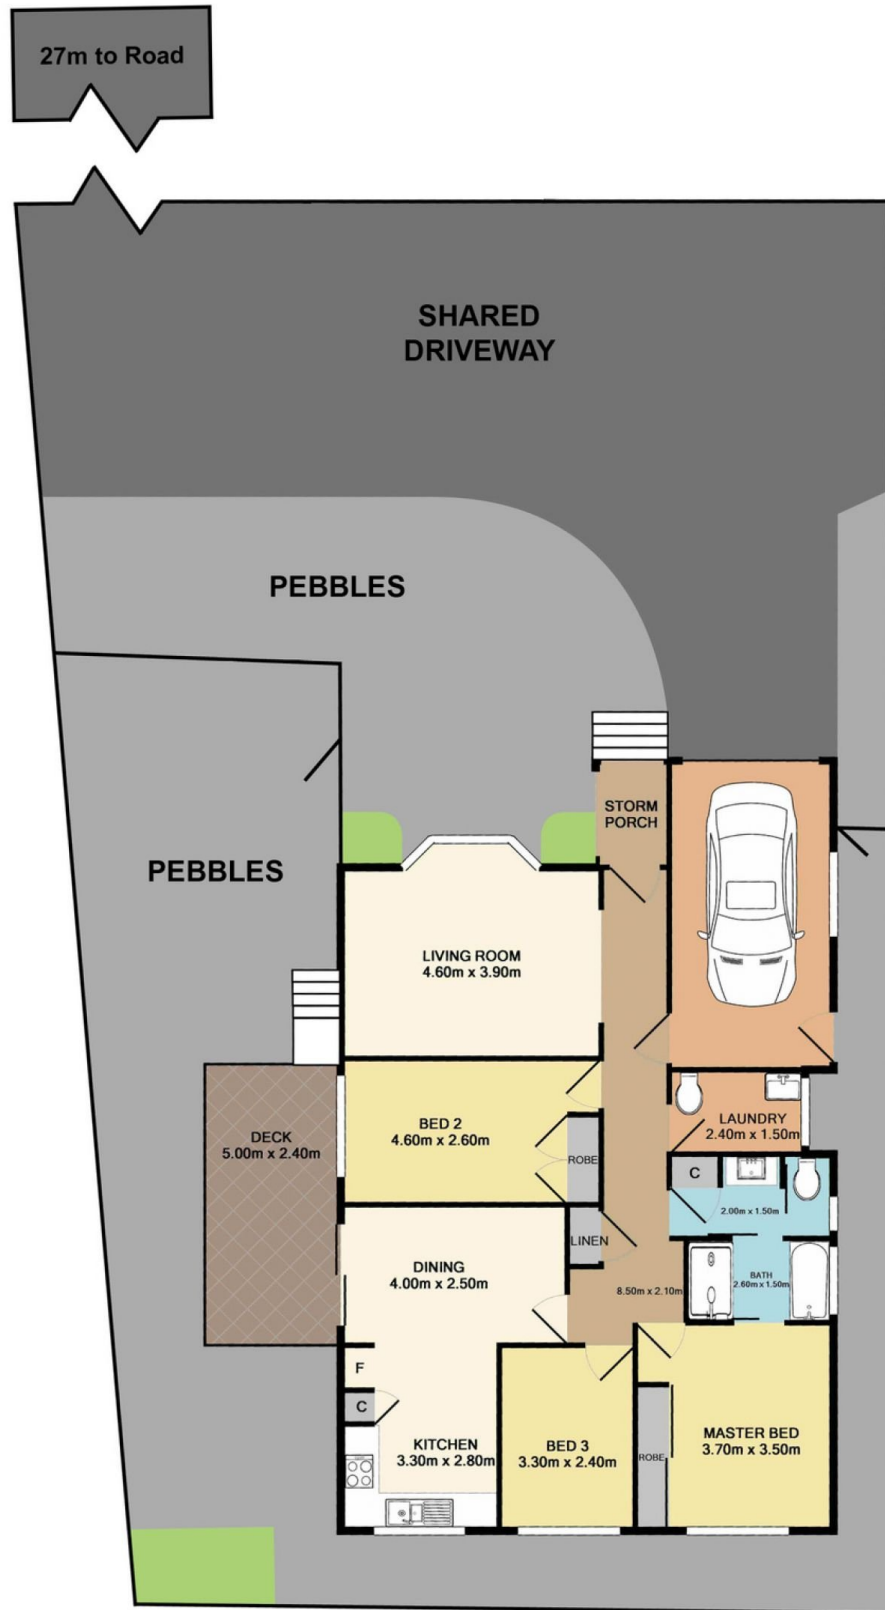 27m to Road
SHARED
DRIVEWAY
PEBBLES
STORM
PORCH
PEBBLES
LIVING ROOM
4.60m x 3.90m
BED 2
4.60m x 2.60m
ROBE
DECK
5.00m x 2.40m
LAUNDRY
2.40m x 1.50m
C
2.00m x 1.50m
LINEN
DINING
4.00m x 2.50m
8.50m x 2.10m
BATH
2.60m x 1.50m
F
C
KITCHEN
3.30m x 2.80m
BED 3
3.30m x 2.40m
ROBE
MASTER BED
3.70m x 3.50m